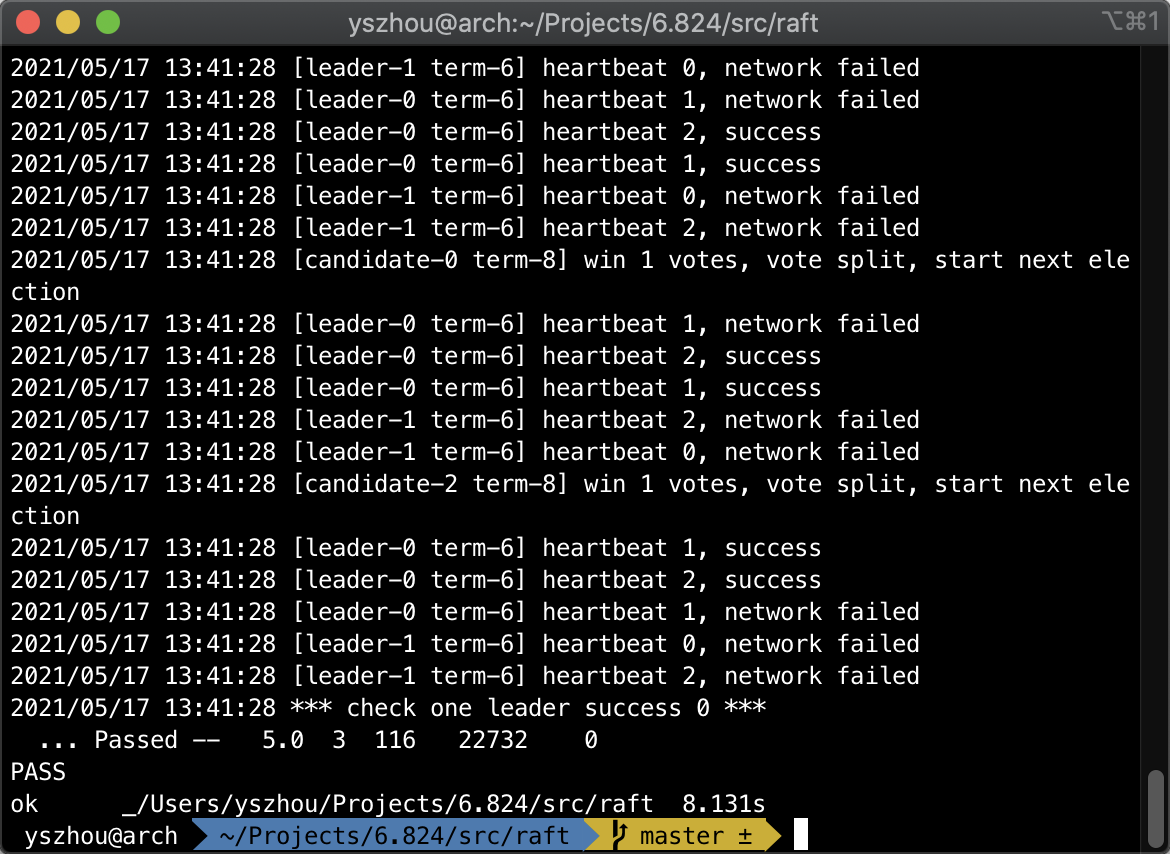 yszhou@arch:~/Projects/6.824/src/raft ⌥⌘1
2021/05/17 13:41:28 [leader-1 term-6] heartbeat 0, network failed
2021/05/17 13:41:28 [leader-0 term-6] heartbeat 1, network failed
2021/05/17 13:41:28 [leader-0 term-6] heartbeat 2, success
2021/05/17 13:41:28 [leader-0 term-6] heartbeat 1, success
2021/05/17 13:41:28 [leader-1 term-6] heartbeat 0, network failed
2021/05/17 13:41:28 [leader-1 term-6] heartbeat 2, network failed
2021/05/17 13:41:28 [candidate-0 term-8] win 1 votes, vote split, start next ele
ction
2021/05/17 13:41:28 [leader-0 term-6] heartbeat 1, network failed
2021/05/17 13:41:28 [leader-0 term-6] heartbeat 2, success
2021/05/17 13:41:28 [leader-0 term-6] heartbeat 1, success
2021/05/17 13:41:28 [leader-1 term-6] heartbeat 2, network failed
2021/05/17 13:41:28 [leader-1 term-6] heartbeat 0, network failed
2021/05/17 13:41:28 [candidate-2 term-8] win 1 votes, vote split, start next ele
ction
2021/05/17 13:41:28 [leader-0 term-6] heartbeat 1, success
2021/05/17 13:41:28 [leader-0 term-6] heartbeat 2, success
2021/05/17 13:41:28 [leader-0 term-6] heartbeat 1, network failed
2021/05/17 13:41:28 [leader-1 term-6] heartbeat 0, network failed
2021/05/17 13:41:28 [leader-1 term-6] heartbeat 2, network failed
2021/05/17 13:41:28 *** check one leader success 0 ***
  ... Passed --   5.0  3  116   22732    0
PASS
ok      _/Users/yszhou/Projects/6.824/src/raft  8.131s
yszhou@arch ~/Projects/6.824/src/raft master ±